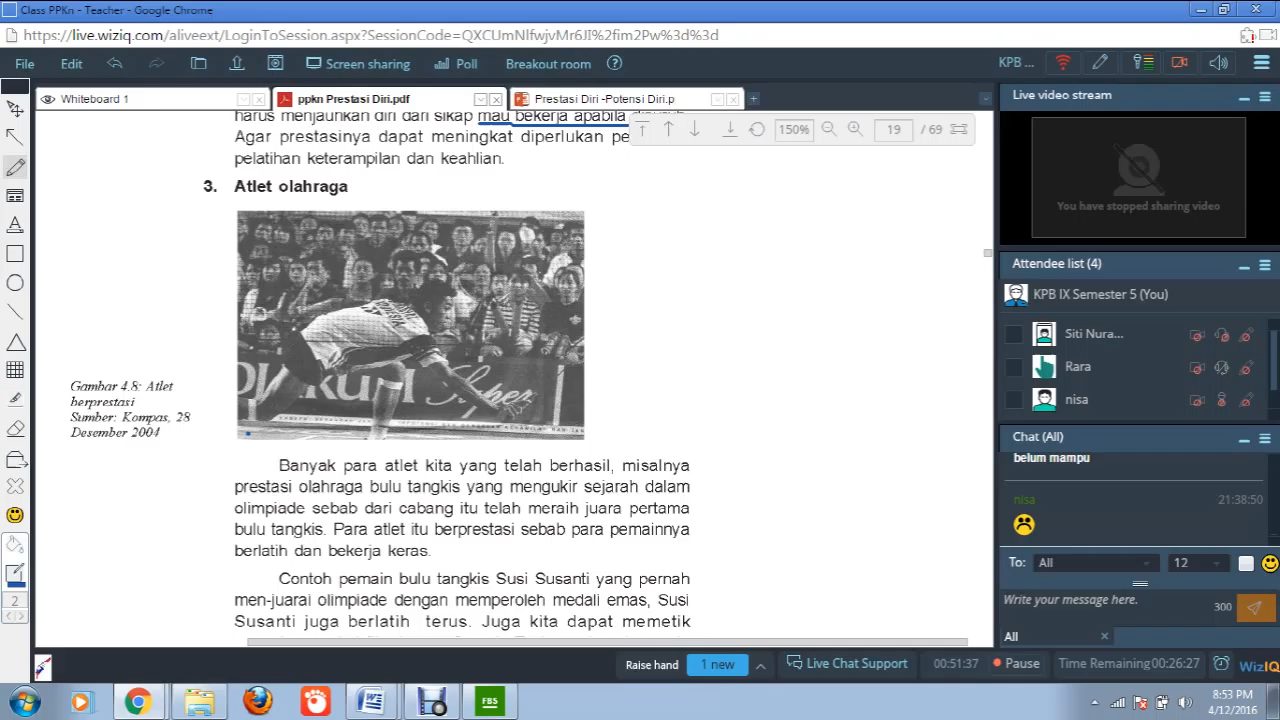 Class PPKn - Teacher - Google Chrome
https://live.wiziq.com/aliveext/LoginToSession.aspx?SessionCode=QXCUmNlfwjvMr6JI%2fim2Pw%3d%3d
File Edit Screen sharing Poll Breakout room KPB ...
Whiteboard 1 ppkn Prestasi Diri.pdf Prestasi Diri -Potensi Diri.p
150% 19 / 69
harus menjauhkan diri dari sikap mau bekerja apabila
Agar prestasinya dapat meningkat diperlukan
pelatihan keterampilan dan keahlian.
3. Atlet olahraga
Gambar 4.8: Atlet
berprestasi
Sumber: Kompas, 28
Desember 2004
Banyak para atlet kita yang telah berhasil, misalnya
prestasi olahraga bulu tangkis yang mengukir sejarah dalam
olimpiade sebab dari cabang itu telah meraih juara pertama
bulu tangkis. Para atlet itu berprestasi sebab para pemainnya
berlatih dan bekerja keras.
Contoh pemain bulu tangkis Susi Susanti yang pernah
men-juarai olimpiade dengan memperoleh medali emas, Susi
Susanti juga berlatih terus. Juga kita dapat memetik
Live video stream
You have stopped sharing video
Attendee list (4)
KPB IX Semester 5 (You)
Siti Nura...
Rara
nisa
Chat (All)
belum mampu
nisa 21:38:50
To: All 12
Write your message here. 300
All
2
Raise hand 1 new Live Chat Support 00:51:37 Pause Time Remaining 00:26:27 WizIQ
FBS
8:53 PM
4/12/2016